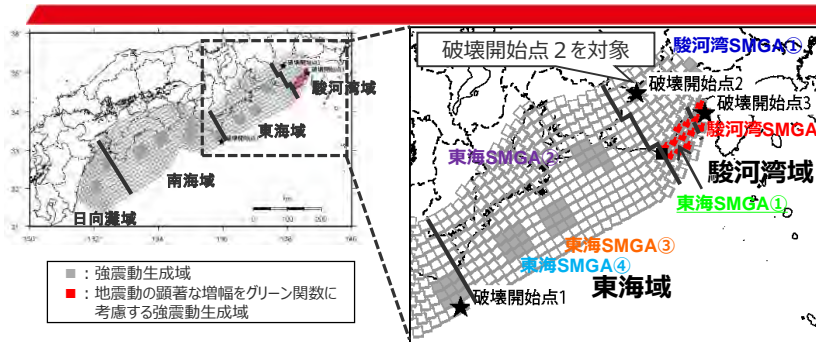 破壊開始点2を対象
駿河湾SMGA①
破壊開始点2
破壊開始点3
駿河湾SMGA
駿河湾域
東海SMGA①
東海SMGA②
東海SMGA③
東海SMGA④
東海域
破壊開始点1
駿河湾域
東海域
南海域
日向灘域
■：強震動生成域
■：地震動の顕著な増幅をグリーン関数に
考慮する強震動生成域